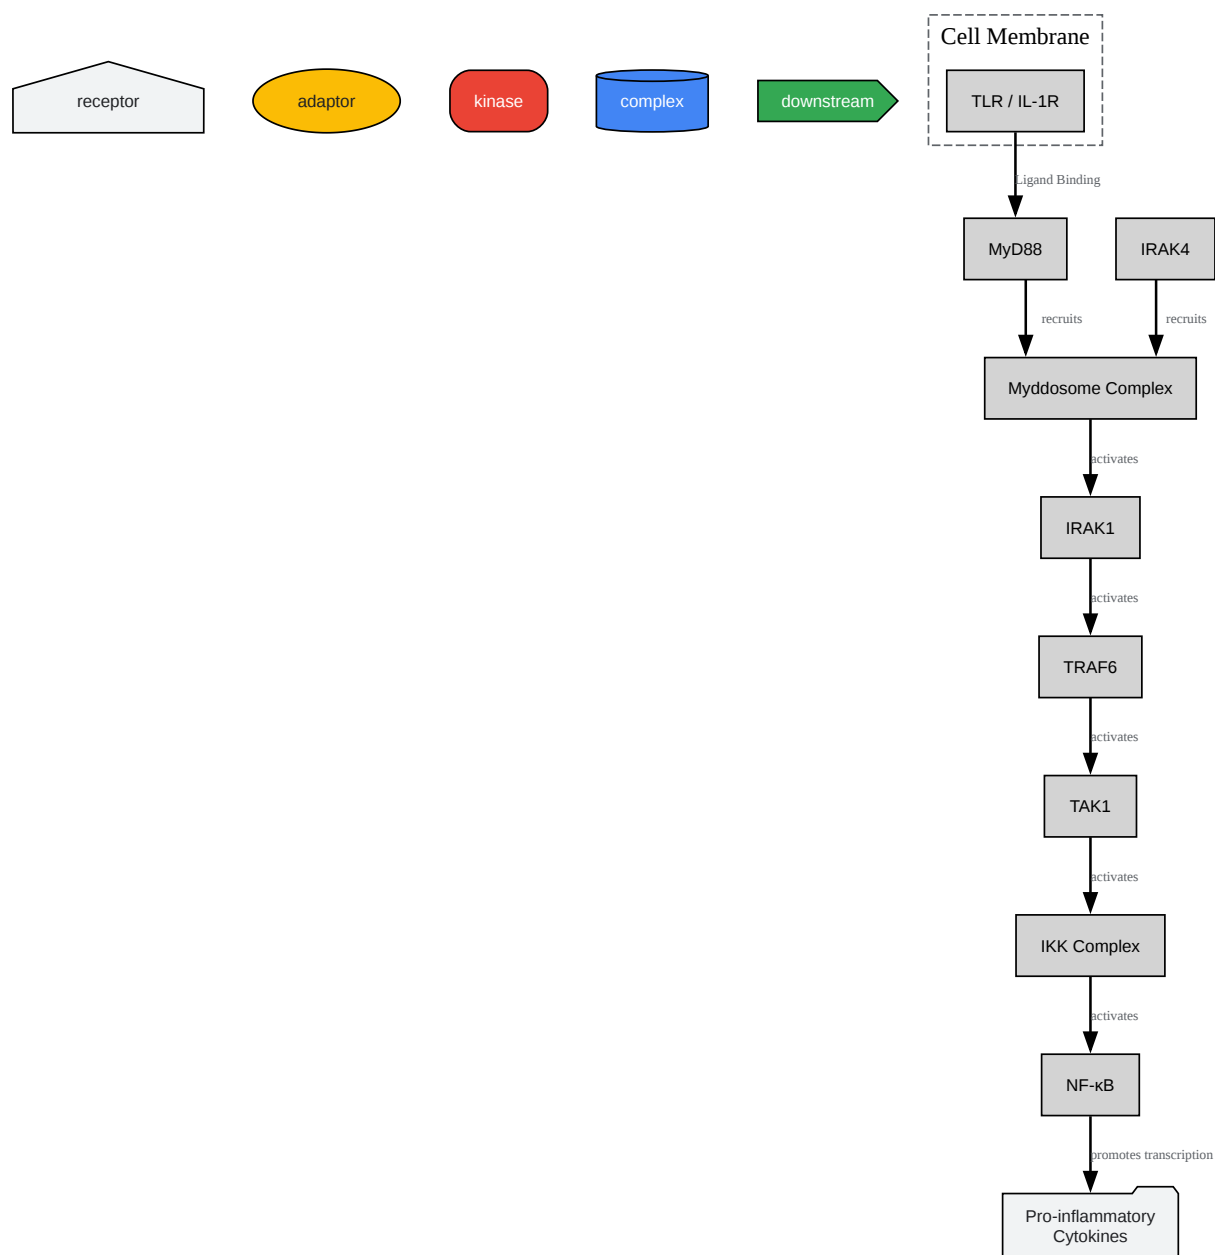 Cell Membrane
receptor
adaptor
kinase
complex
downstream
TLR / IL-1R
Ligand Binding
MyD88
IRAK4
recruits
recruits
Myddosome Complex
activates
IRAK1
activates
TRAF6
activates
TAK1
activates
IKK Complex
activates
NF-κB
promotes transcription
Pro-inflammatory
Cytokines